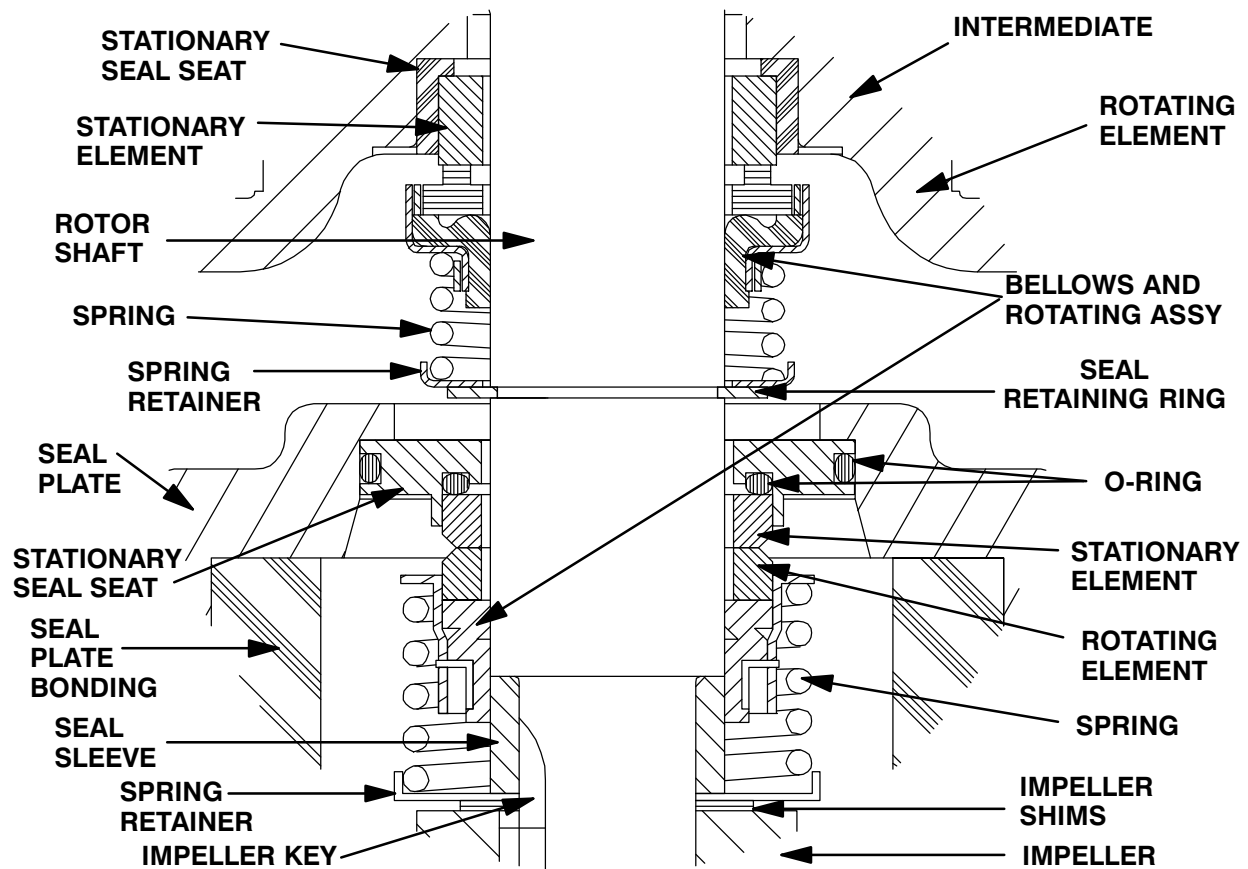 STATIONARY
SEAL SEAT
STATIONARY
ELEMENT
ROTOR
SHAFT
SPRING
SPRING
RETAINER
SEAL
PLATE
STATIONARY
SEAL SEAT
SEAL
PLATE
BONDING
SEAL
SLEEVE
SPRING
RETAINER
IMPELLER KEY
INTERMEDIATE
ROTATING
ELEMENT
BELLOWS AND
ROTATING ASSY
SEAL
RETAINING RING
O-RING
STATIONARY
ELEMENT
ROTATING
ELEMENT
SPRING
IMPELLER
SHIMS
IMPELLER